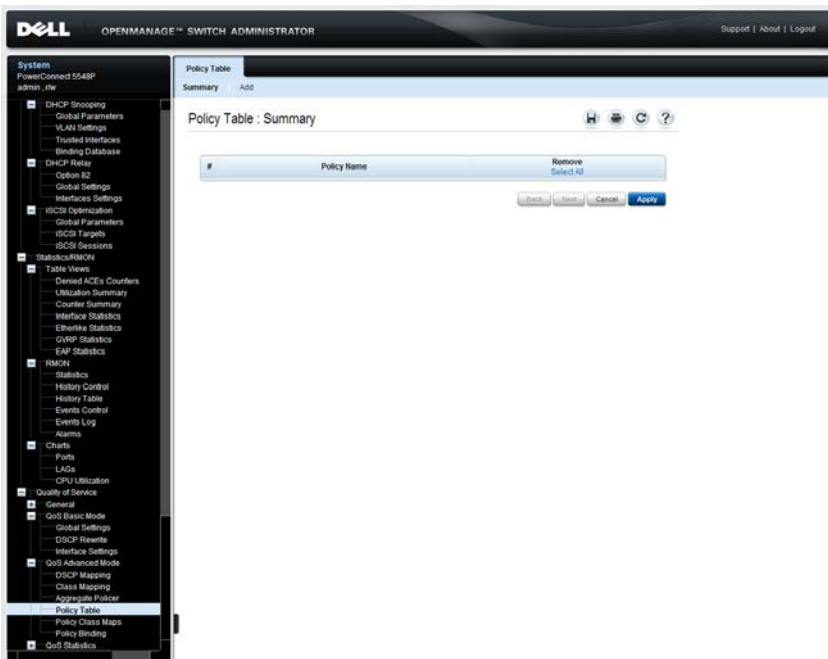 DELL
OPENMANAGE™ SWITCH ADMINISTRATOR
Support | About | Logout
System
PowerConnect 5548P
admin , r/w
DHCP Snooping
Global Parameters
VLAN Settings
Trusted Interfaces
Binding Database
DHCP Relay
Option 82
Global Settings
Interfaces Settings
iSCSI Optimization
Global Parameters
iSCSI Targets
iSCSI Sessions
Statistics/RMON
Table Views
Denied ACEs Counters
Utilization Summary
Counter Summary
Interface Statistics
Etherlike Statistics
GVRP Statistics
EAP Statistics
RMON
Statistics
History Control
History Table
Events Control
Events Log
Alarms
Charts
Ports
LAGs
CPU Utilization
Quality of Service
General
QoS Basic Mode
Global Settings
DSCP Rewrite
Interface Settings
QoS Advanced Mode
DSCP Mapping
Class Mapping
Aggregate Policer
Policy Table
Policy Class Maps
Policy Binding
QoS Statistics
Policy Table
Summary Add
Policy Table : Summary
# Policy Name Remove
Select All
Back Next Cancel Apply